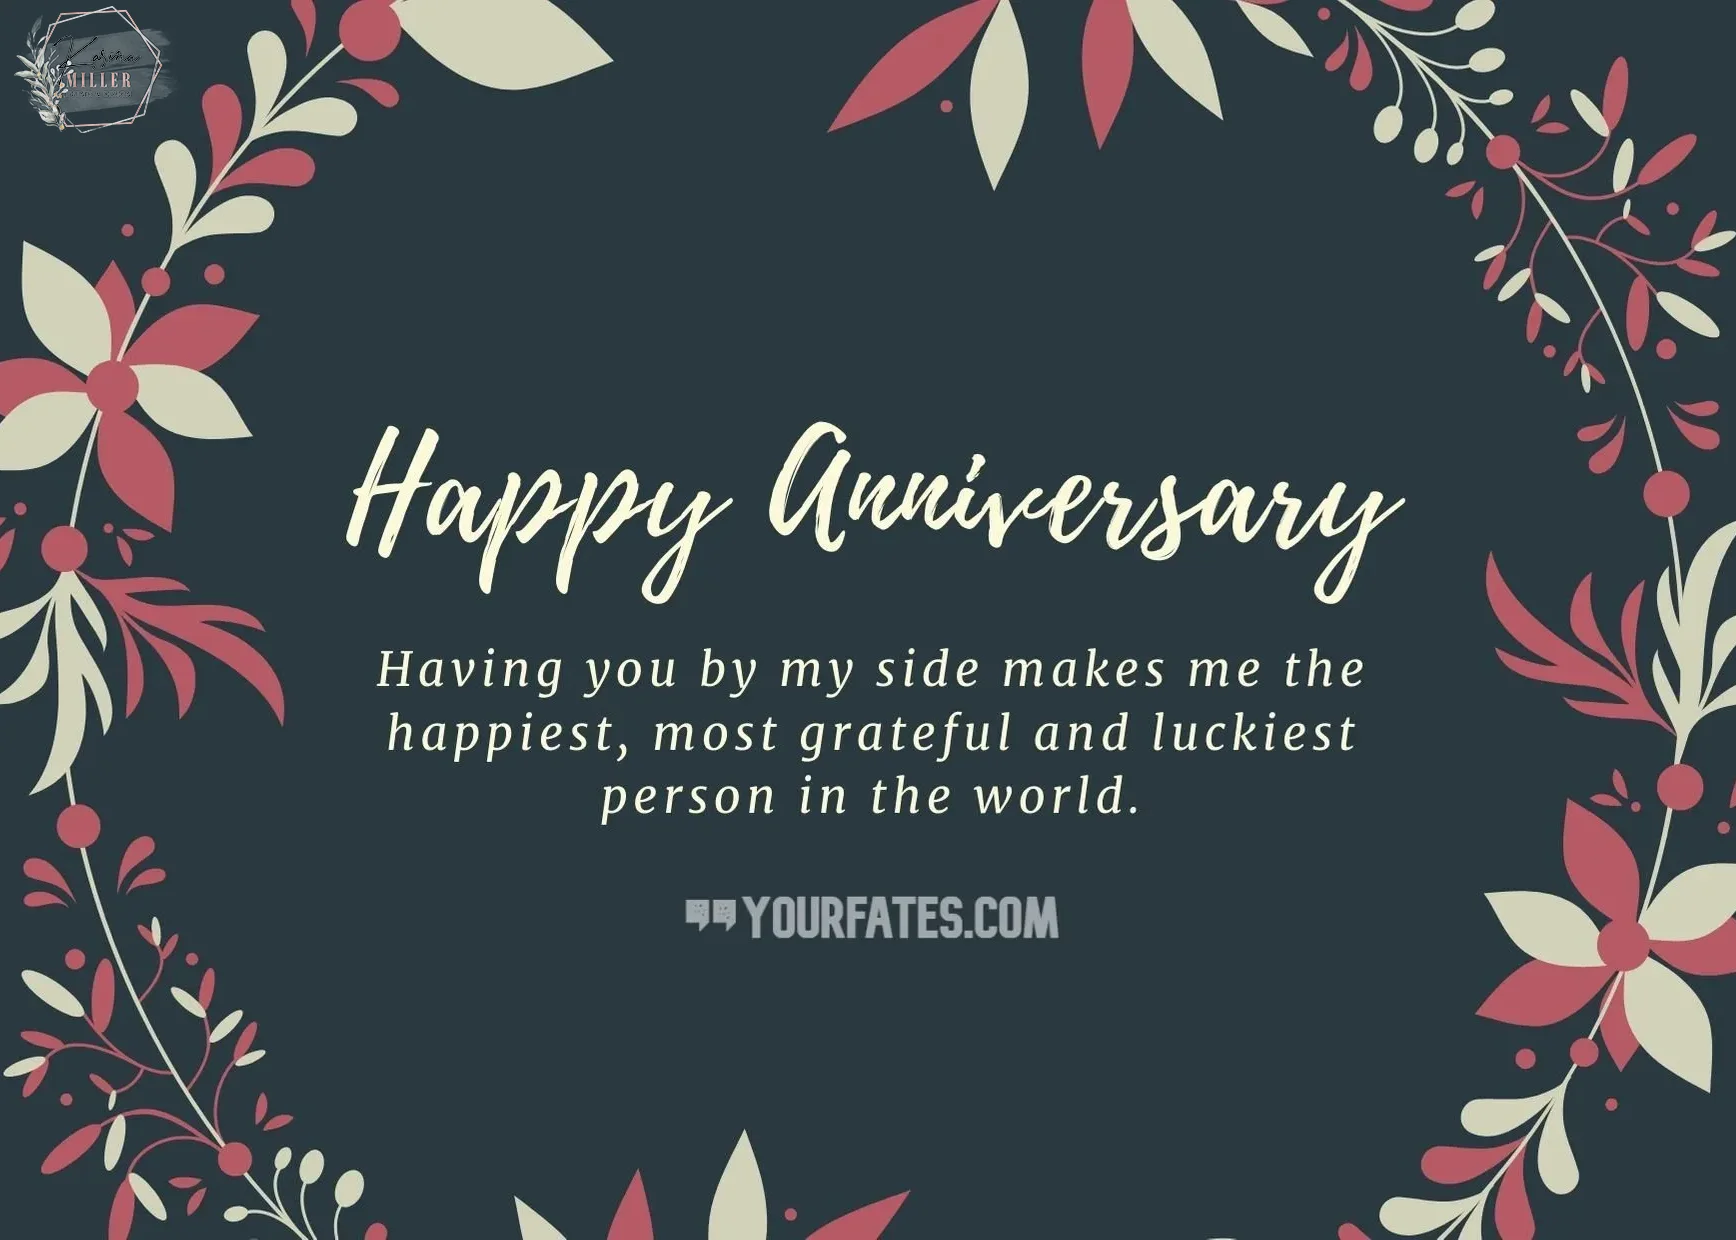 Karima
MILLER
Happy Anniversary
Having you by my side makes me the
happiest, most grateful and luckiest
person in the world.
YOURFATES.COM